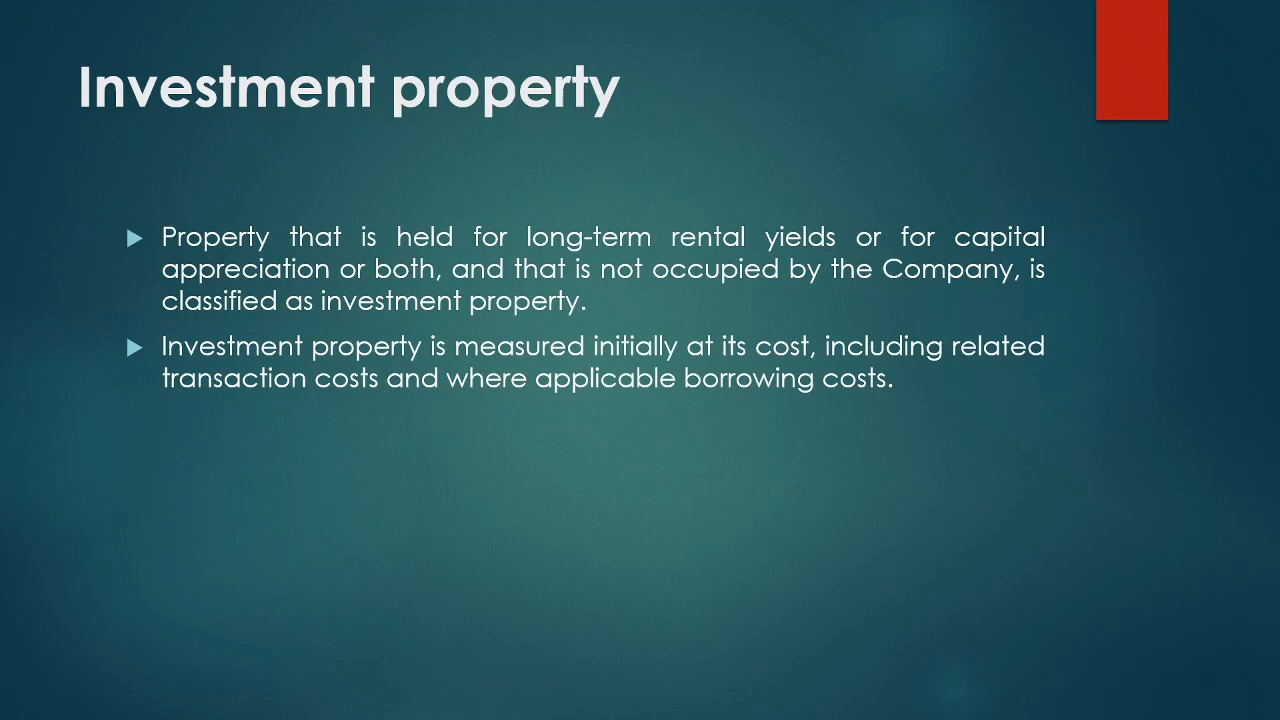 Investment property
Property that is held for long-term rental yields or for capital
appreciation or both, and that is not occupied by the Company, is
classified as investment property.
Investment property is measured initially at its cost, including related
transaction costs and where applicable borrowing costs.